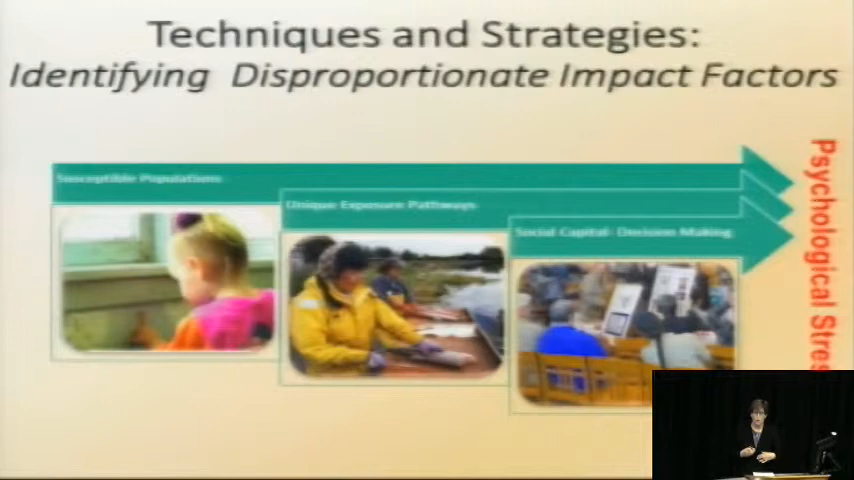 Techniques and Strategies:
Identifying Disproportionate Impact Factors
Susceptible Populations
Unique Exposure Pathways
Social Capital: Decision Making
Psychological Stres